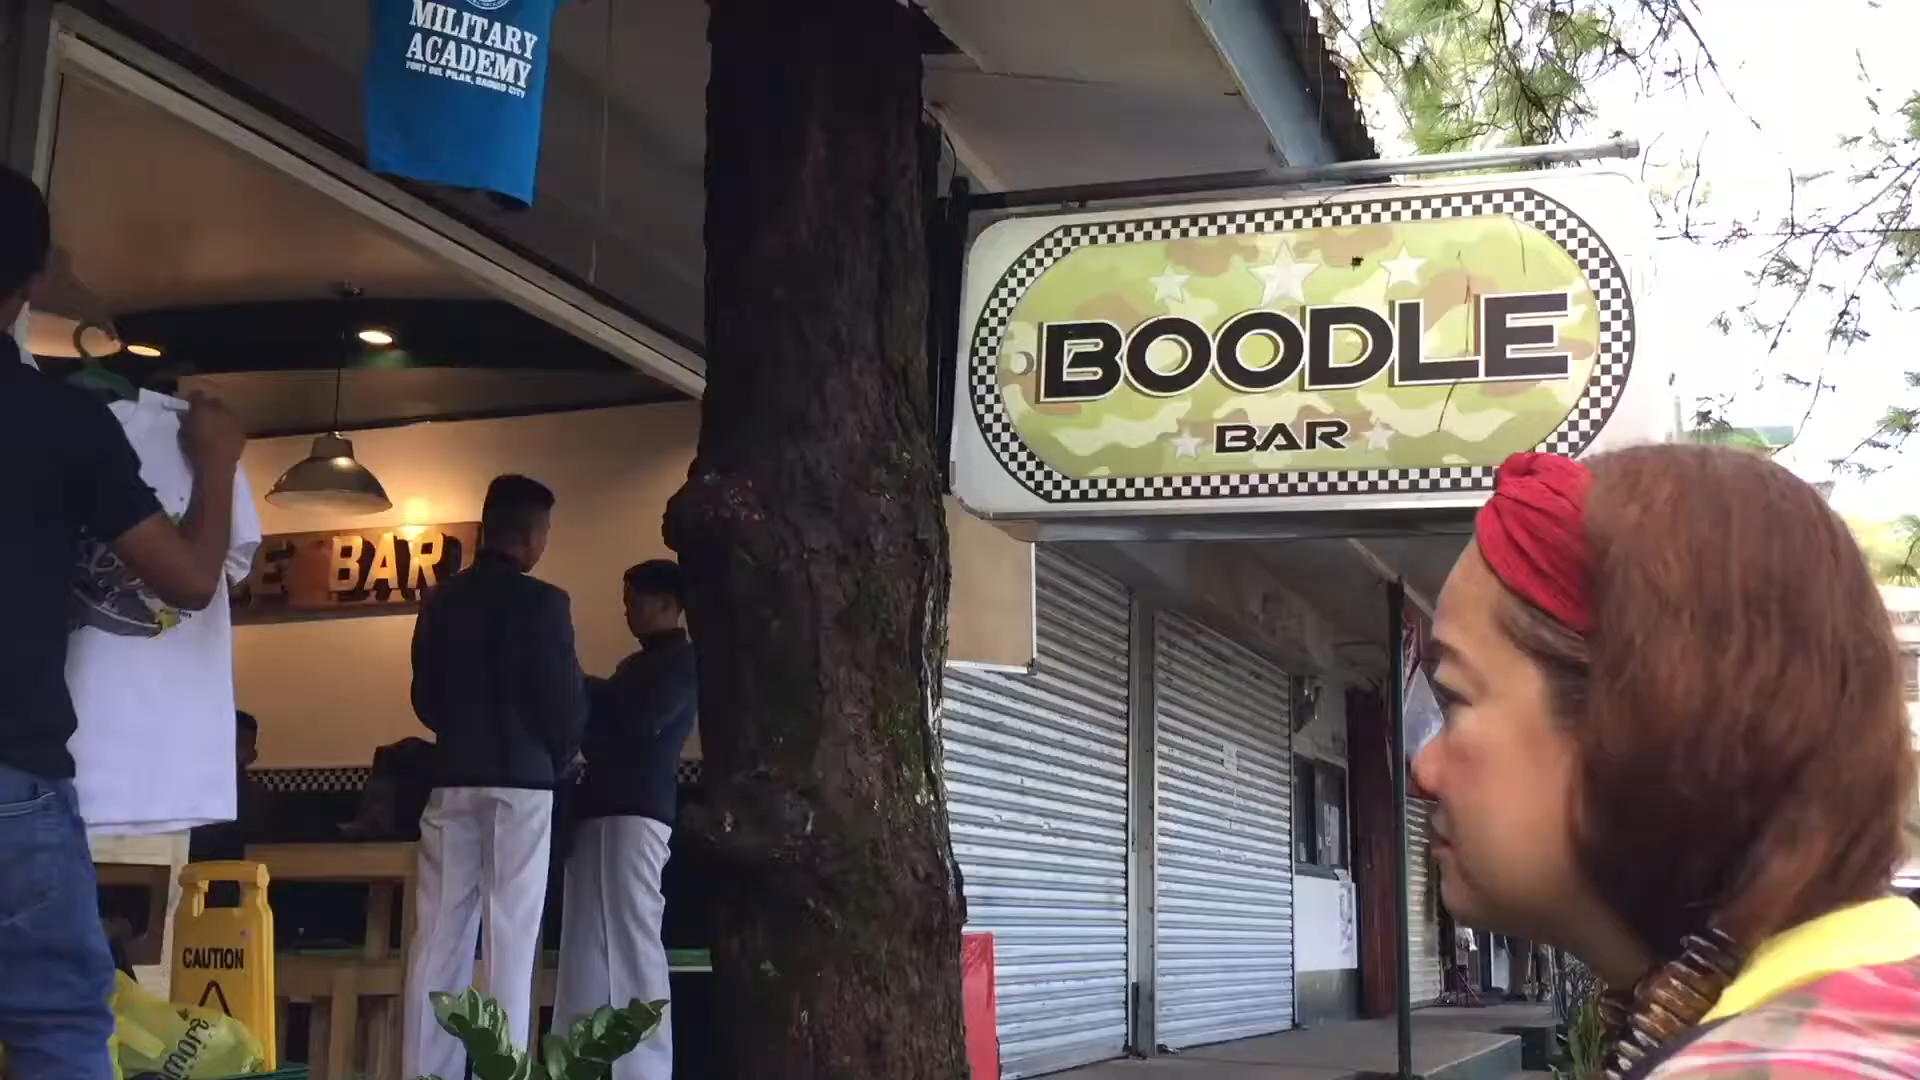 MILITARY
ACADEMY
FORT DEL PILAR, BAGUIO CITY
BOODLE
BAR
E BAR
CAUTION